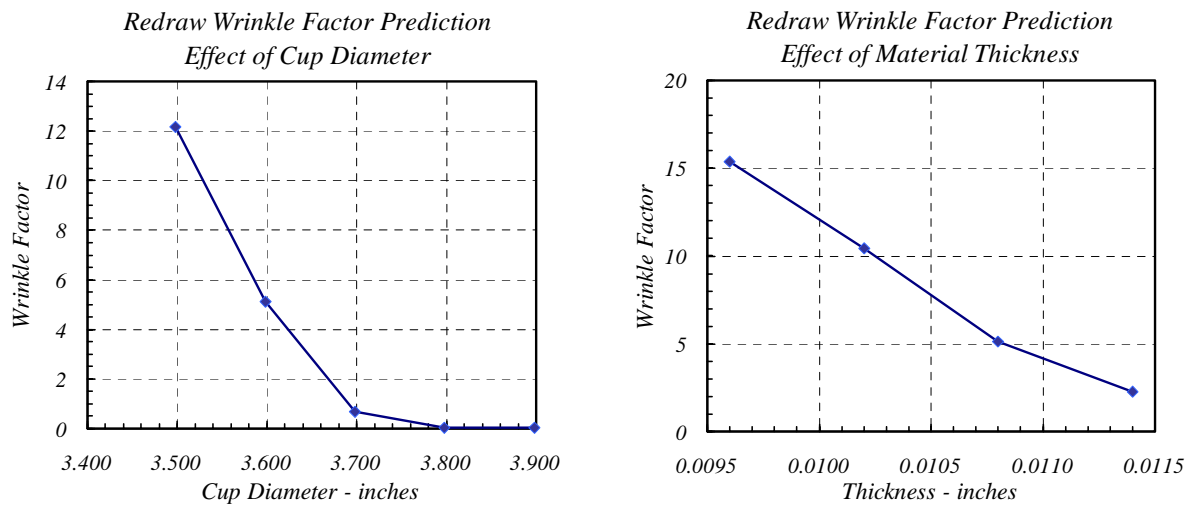 Redraw Wrinkle Factor Prediction
Effect of Cup Diameter
14
12
10
8
6
4
2
0
Wrinkle Factor
3.400 3.500 3.600 3.700 3.800 3.900
Cup Diameter - inches
Redraw Wrinkle Factor Prediction
Effect of Material Thickness
20
15
10
5
0
Wrinkle Factor
0.0095 0.0100 0.0105 0.0110 0.0115
Thickness - inches